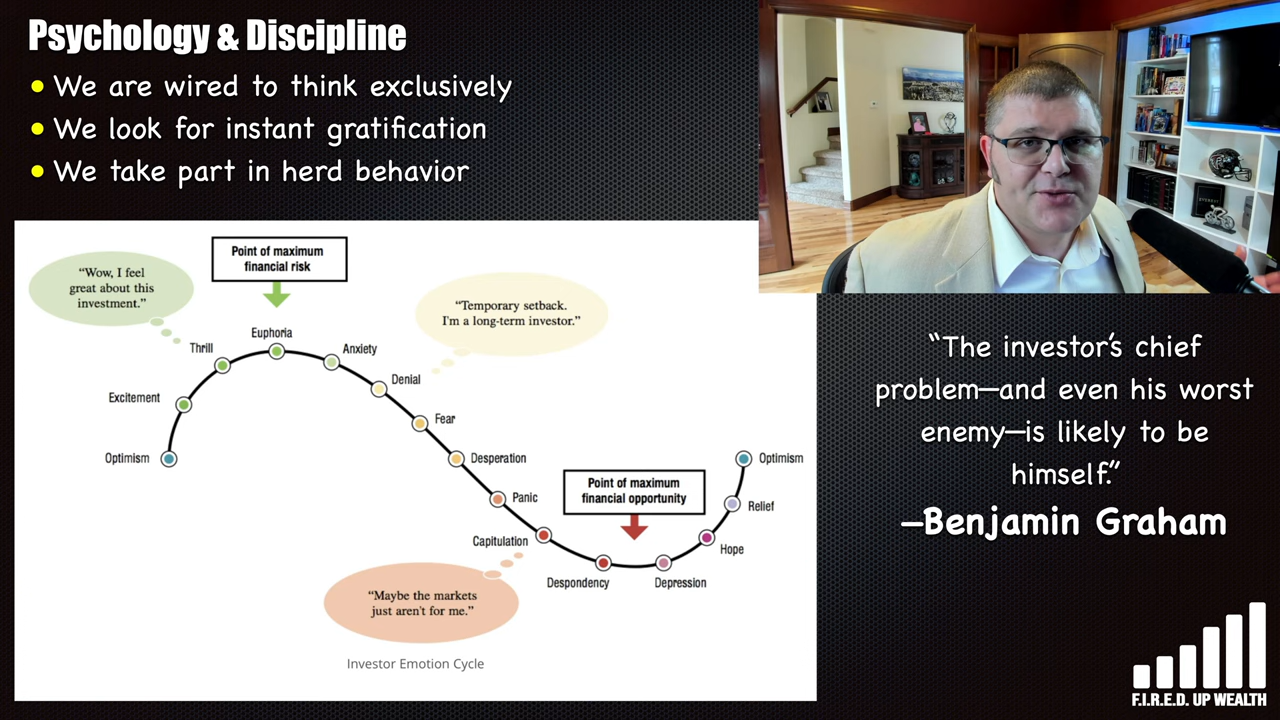 Psychology & Discipline
• We are wired to think exclusively
• We look for instant gratification
• We take part in herd behavior
Point of maximum
financial risk
“Wow, I feel
great about this
investment.”
“Temporary setback.
I'm a long-term investor.”
Euphoria
Thrill
Anxiety
Denial
Excitement
Fear
Optimism
Desperation
Optimism
Point of maximum
financial opportunity
Panic
Relief
Capitulation
Hope
Despondency
Depression
“Maybe the markets
just aren't for me.”
Investor Emotion Cycle
“The investor's chief
problem—and even his worst
enemy—is likely to be
himself.”
—Benjamin Graham
F.I.R.E.D. UP WEALTH